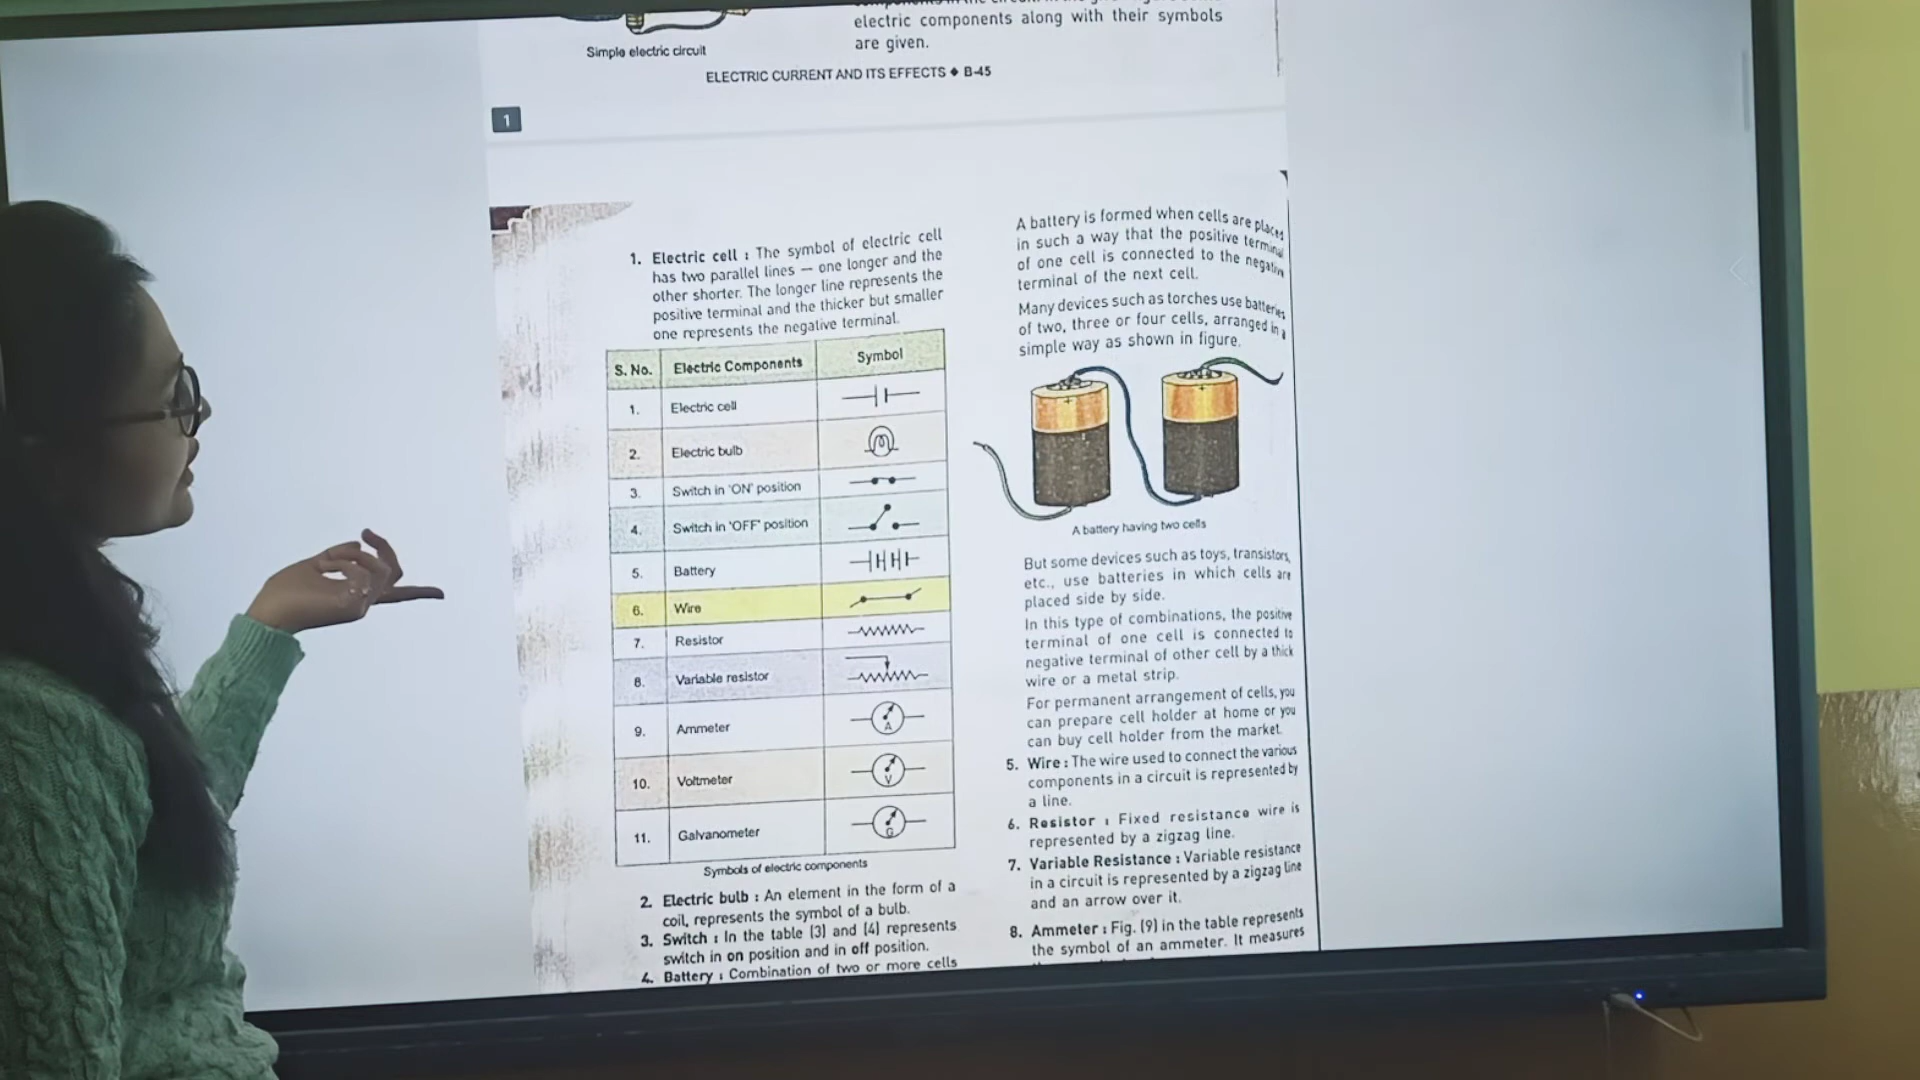 electric components along with their symbols
are given.
Simple electric circuit
ELECTRIC CURRENT AND ITS EFFECTS ◆ B-45
1
1. Electric cell : The symbol of electric cell
has two parallel lines — one longer and the
other shorter. The longer line represents the
positive terminal and the thicker but smaller
one represents the negative terminal.
S. No. Electric Components Symbol
1. Electric cell
2. Electric bulb
3. Switch in 'ON' position
4. Switch in 'OFF' position
5. Battery
6. Wire
7. Resistor
8. Variable resistor
9. Ammeter A
10. Voltmeter V
11. Galvanometer G
Symbols of electric components
2. Electric bulb : An element in the form of a
coil, represents the symbol of a bulb.
3. Switch : In the table (3) and (4) represents
switch in on position and in off position.
4. Battery : Combination of two or more cells
A battery is formed when cells are placed
in such a way that the positive terminal
of one cell is connected to the negative
terminal of the next cell.
Many devices such as torches use batteries
of two, three or four cells, arranged in a
simple way as shown in figure.
+ +
A battery having two cells
But some devices such as toys, transistors,
etc., use batteries in which cells are
placed side by side.
In this type of combinations, the positive
terminal of one cell is connected to
negative terminal of other cell by a thick
wire or a metal strip.
For permanent arrangement of cells, you
can prepare cell holder at home or you
can buy cell holder from the market.
5. Wire : The wire used to connect the various
components in a circuit is represented by
a line.
6. Resistor : Fixed resistance wire is
represented by a zigzag line.
7. Variable Resistance : Variable resistance
in a circuit is represented by a zigzag line
and an arrow over it.
8. Ammeter : Fig. (9) in the table represents
the symbol of an ammeter. It measures